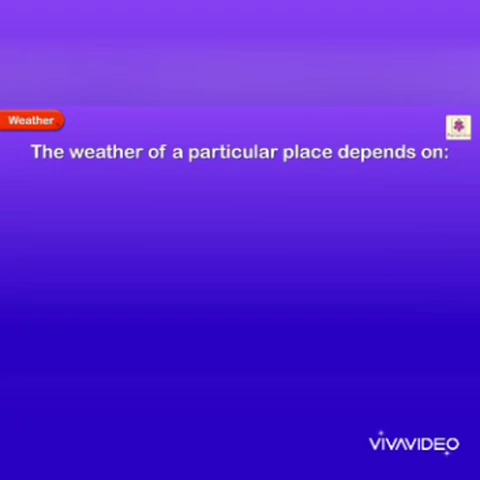 Weather
The weather of a particular place depends on:
VIVAVIDEO